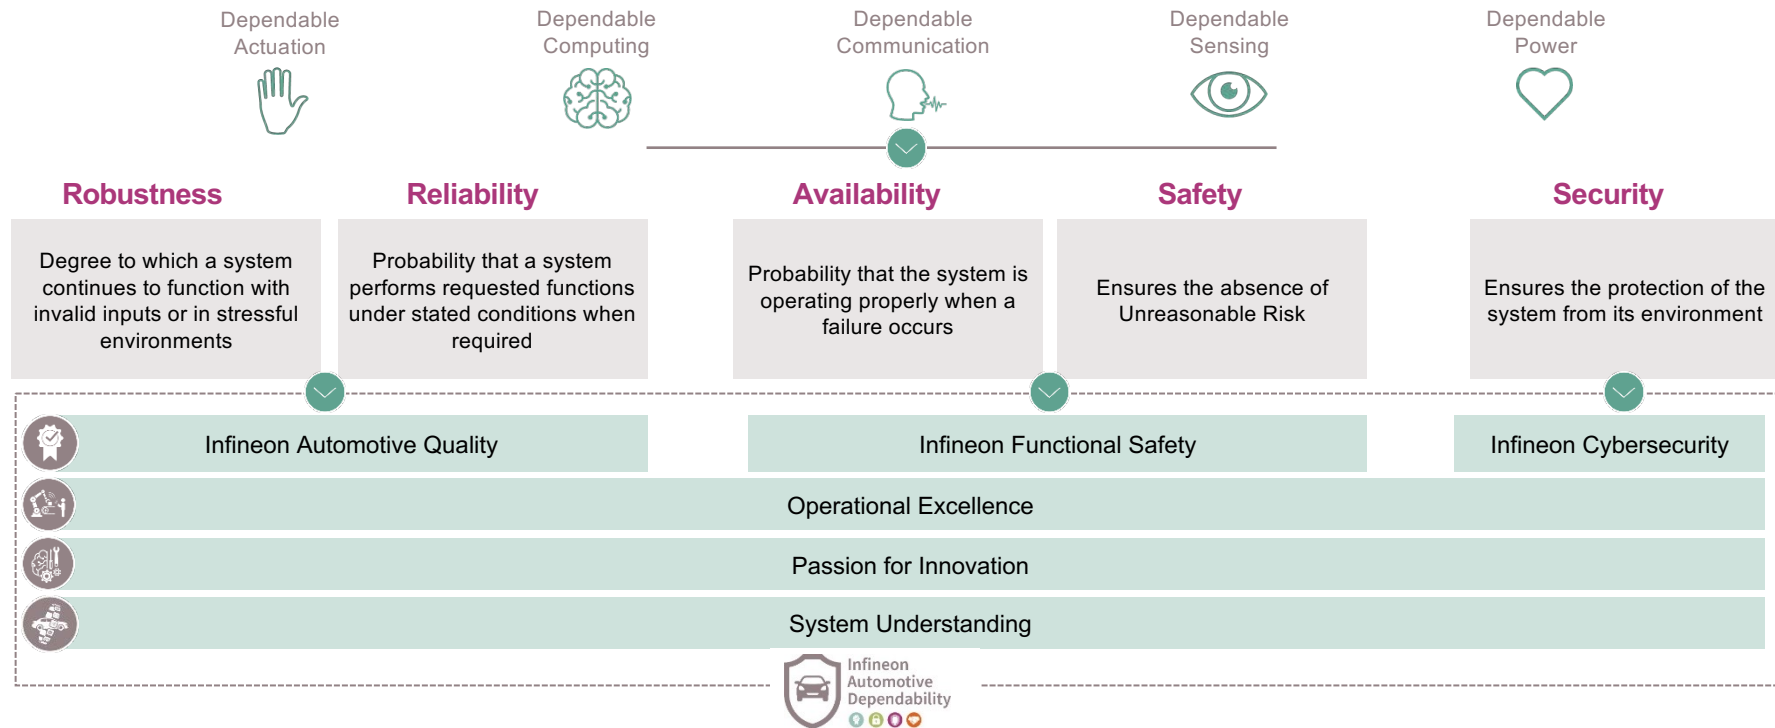 Dependable
Actuation
Dependable
Computing
Dependable
Communication
Dependable
Sensing
Dependable
Power
Robustness
Reliability
Availability
Safety
Security
Degree to which a system
continues to function with
invalid inputs or in stressful
environments
Probability that a system
performs requested functions
under stated conditions when
required
Probability that the system is
operating properly when a
failure occurs
Ensures the absence of
Unreasonable Risk
Ensures the protection of the
system from its environment
Infineon Automotive Quality
Infineon Functional Safety
Infineon Cybersecurity
Operational Excellence
Passion for Innovation
System Understanding
Infineon
Automotive
Dependability